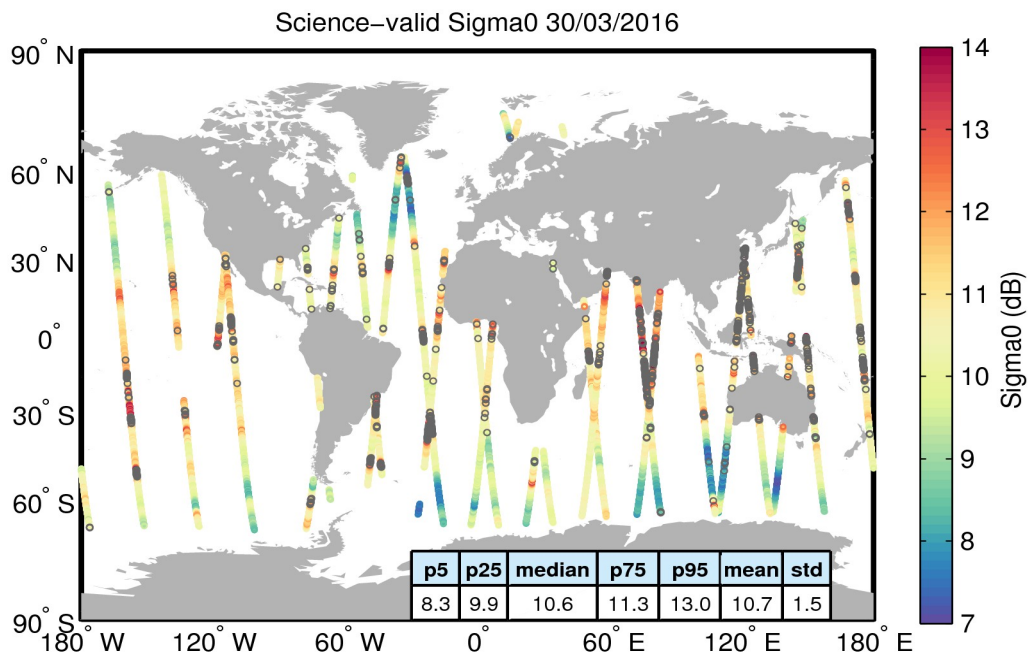 Science−valid Sigma0 30/03/2016
90° N
60° N
30° N
0°
30° S
60° S
90° S
180° W
120° W
60° W
0°
60° E
120° E
180° E
p5 p25 median p75 p95 mean std
8.3 9.9 10.6 11.3 13.0 10.7 1.5
14
13
12
11
10
9
8
7
Sigma0 (dB)